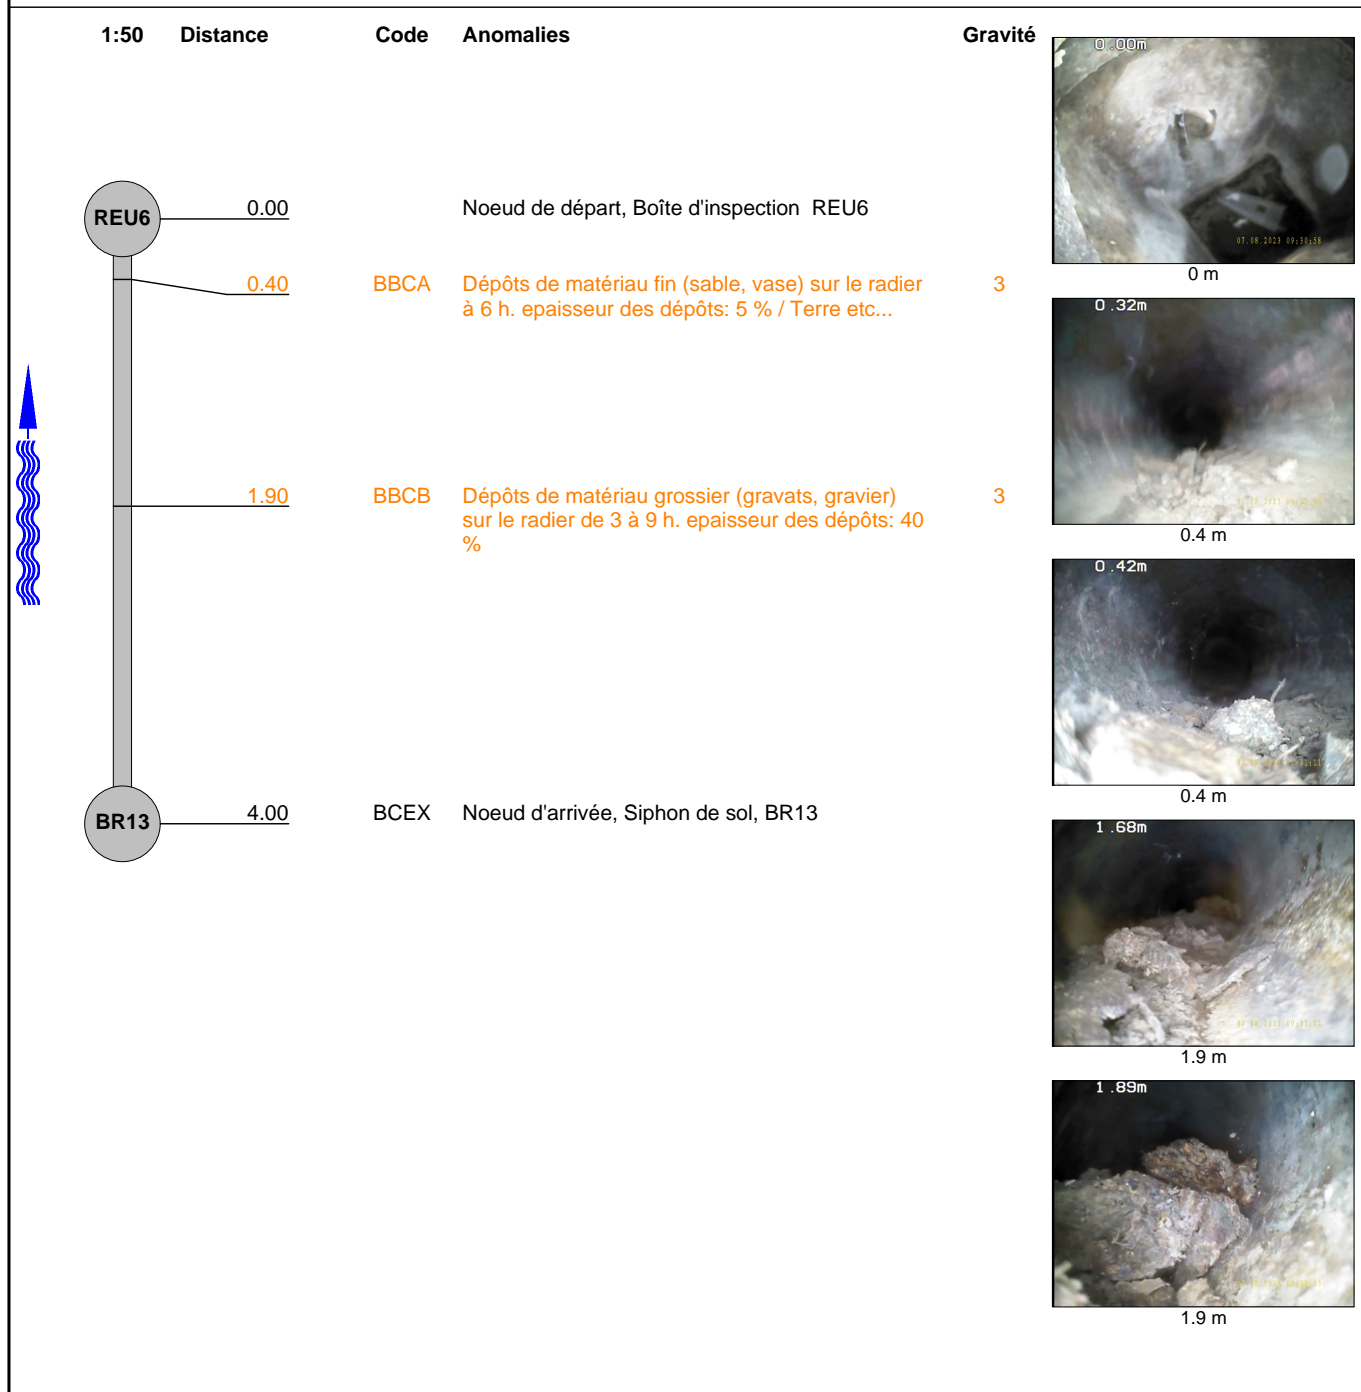 1:50 Distance Code Anomalies Gravité
REU6 0.00 Noeud de départ, Boîte d'inspection REU6
0.40 BBCA Dépôts de matériau fin (sable, vase) sur le radier 3
à 6 h. epaisseur des dépôts: 5 % / Terre etc...
1.90 BBCB Dépôts de matériau grossier (gravats, gravier) 3
sur le radier de 3 à 9 h. epaisseur des dépôts: 40
%
BR13 4.00 BCEX Noeud d'arrivée, Siphon de sol, BR13
0.00m
07.08.2023 09:30:58
0 m
0.32m
0.4 m
0.42m
0.4 m
1.68m
1.9 m
1.89m
1.9 m